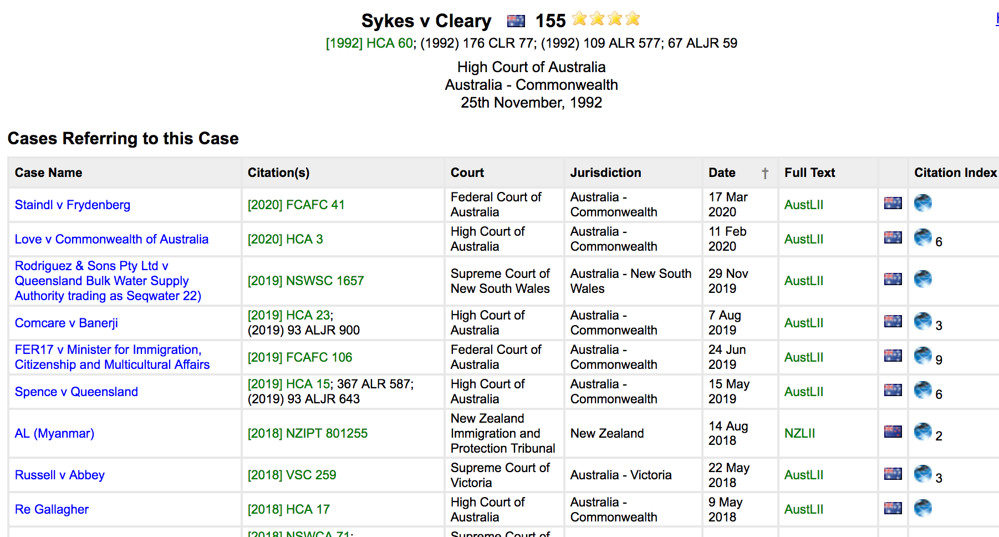 Sykes v Cleary 155
[1992] HCA 60; (1992) 176 CLR 77; (1992) 109 ALR 577; 67 ALJR 59
High Court of Australia
Australia - Commonwealth
25th November, 1992
Cases Referring to this Case
Case Name Citation(s) Court Jurisdiction Date † Full Text Citation Index
Staindl v Frydenberg [2020] FCAFC 41 Federal Court of Australia Australia - Commonwealth 17 Mar 2020 AustLII
Love v Commonwealth of Australia [2020] HCA 3 High Court of Australia Australia - Commonwealth 11 Feb 2020 AustLII 6
Rodriguez & Sons Pty Ltd v Queensland Bulk Water Supply Authority trading as Seqwater 22) [2019] NSWSC 1657 Supreme Court of New South Wales Australia - New South Wales 29 Nov 2019 AustLII
Comcare v Banerji [2019] HCA 23; (2019) 93 ALJR 900 High Court of Australia Australia - Commonwealth 7 Aug 2019 AustLII 3
FER17 v Minister for Immigration, Citizenship and Multicultural Affairs [2019] FCAFC 106 Federal Court of Australia Australia - Commonwealth 24 Jun 2019 AustLII 9
Spence v Queensland [2019] HCA 15; 367 ALR 587; (2019) 93 ALJR 643 High Court of Australia Australia - Commonwealth 15 May 2019 AustLII 6
AL (Myanmar) [2018] NZIPT 801255 New Zealand Immigration and Protection Tribunal New Zealand 14 Aug 2018 NZLII 2
Russell v Abbey [2018] VSC 259 Supreme Court of Victoria Australia - Victoria 22 May 2018 AustLII 3
Re Gallagher [2018] HCA 17 High Court of Australia Australia - Commonwealth 9 May 2018 AustLII
[2018] NSWCA 71; Supreme Court of